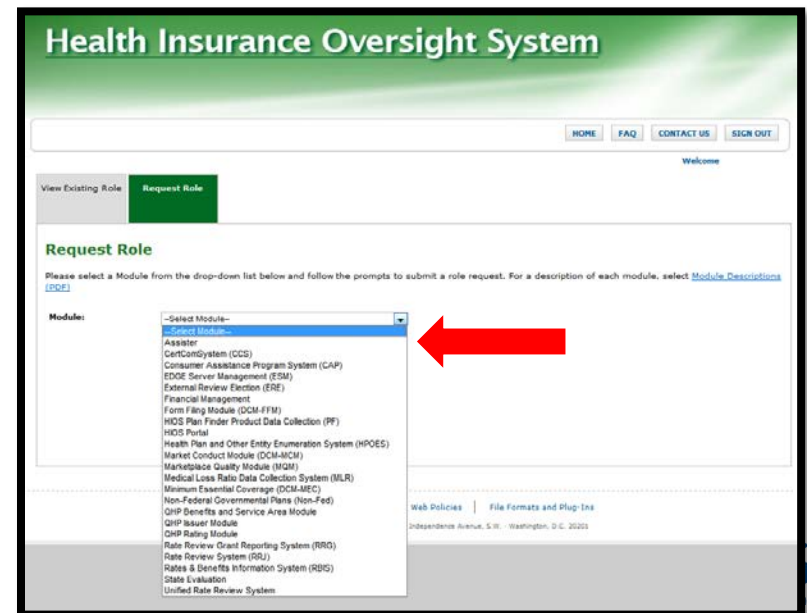 Health Insurance Oversight System
HOME FAQ CONTACT US SIGN OUT
Welcome
View Existing Role Request Role
Request Role
Please select a Module from the drop-down list below and follow the prompts to submit a role request. For a description of each module, select Module Descriptions
(PDF)
Module: --Select Module--
--Select Module--
Assister
CertComSystem (CCS)
Consumer Assistance Program System (CAP)
EDGE Server Management (ESM)
External Review Election (ERE)
Financial Management
Form Filing Module (DCM-FFM)
HIOS Plan Finder Product Data Collection (PF)
HIOS Portal
Health Plan and Other Entity Enumeration System (HPOES)
Market Conduct Module (DCM-MCM)
Marketplace Quality Module (MQM)
Medical Loss Ratio Data Collection System (MLR)
Minimum Essential Coverage (DCM-MEC)
Non-Federal Governmental Plans (Non-Fed)
QHP Benefits and Service Area Module
QHP Issuer Module
QHP Rating Module
Rate Review Grant Reporting System (RRG)
Rate Review System (RRJ)
Rates & Benefits Information System (RBIS)
State Evaluation
Unified Rate Review System
Web Policies | File Formats and Plug-Ins
Independence Avenue, S.W. - Washington, D.C. 20201